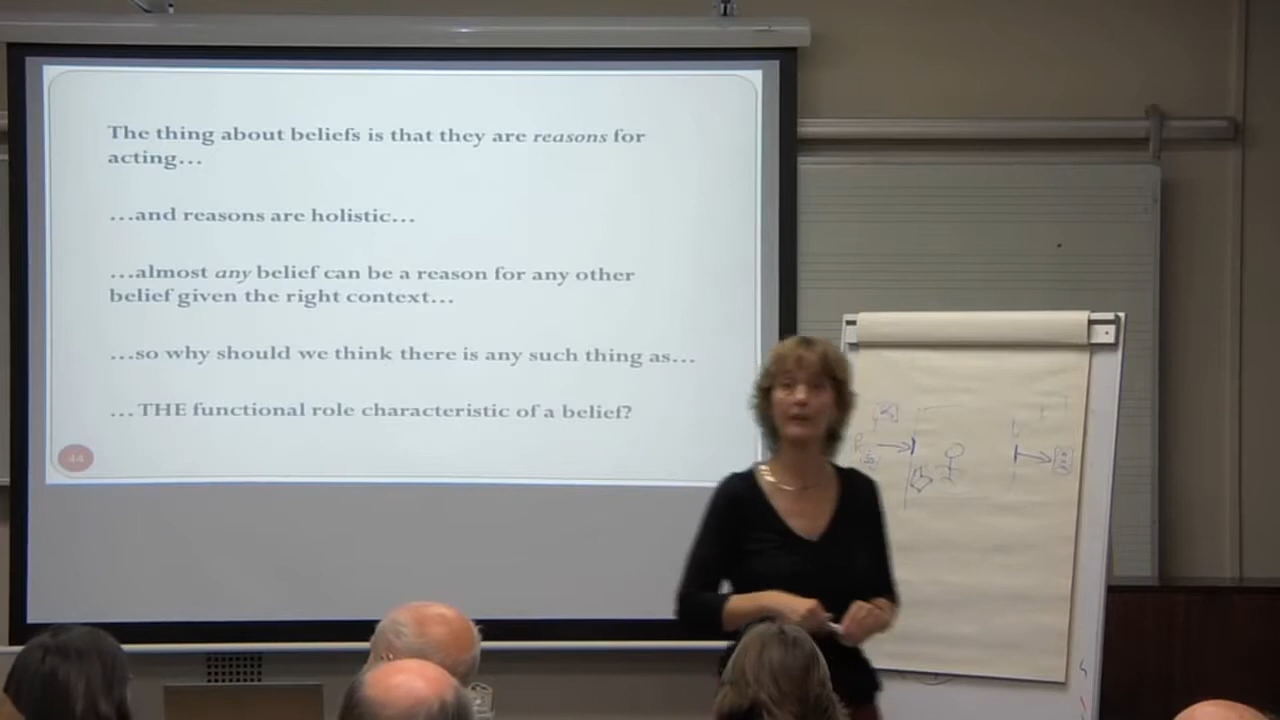 The thing about beliefs is that they are reasons for
acting…
…and reasons are holistic…
…almost any belief can be a reason for any other
belief given the right context…
…so why should we think there is any such thing as…
…THE functional role characteristic of a belief?
44